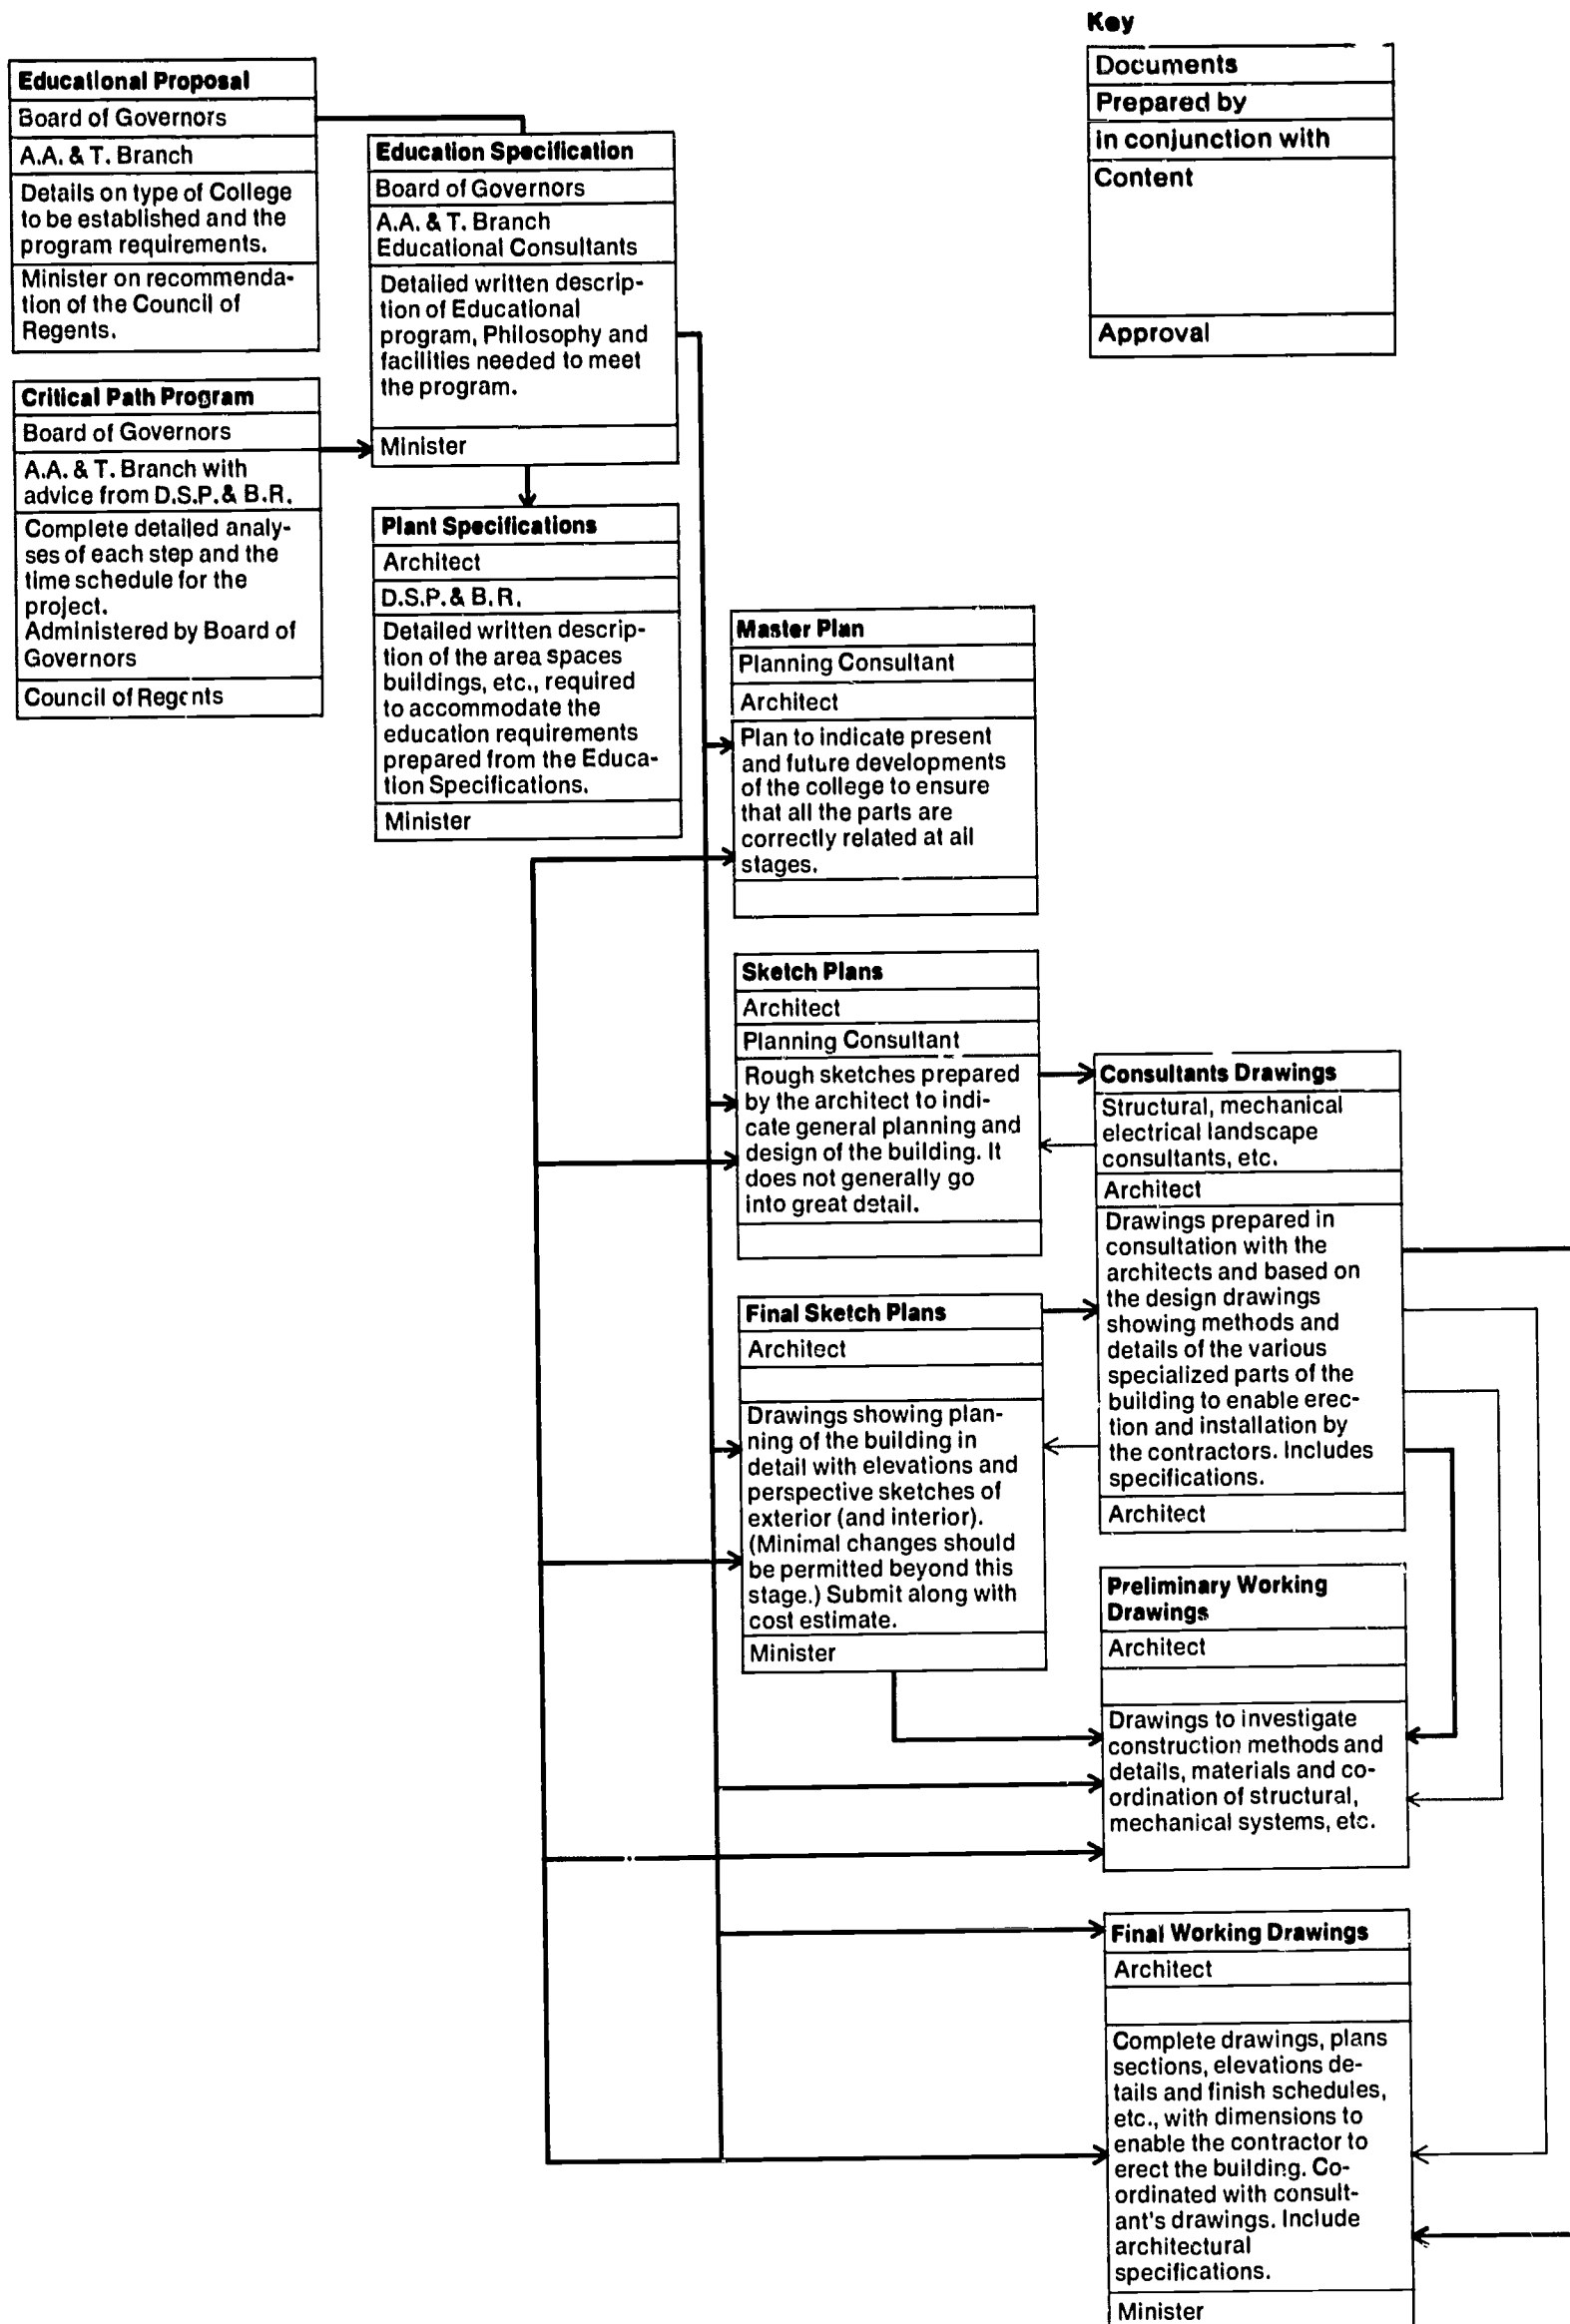 Key
Documents
Prepared by
in conjunction with
Content
Approval
Educational Proposal
Board of Governors
A.A. & T. Branch
Details on type of College
to be established and the
program requirements.
Minister on recommenda-
tion of the Council of
Regents.
Critical Path Program
Board of Governors
A.A. & T. Branch with
advice from D.S.P. & B.R.
Complete detailed analy-
ses of each step and the
time schedule for the
project.
Administered by Board of
Governors
Council of Regents
Education Specification
Board of Governors
A.A. & T. Branch
Educational Consultants
Detailed written descrip-
tion of Educational
program, Philosophy and
facilities needed to meet
the program.
Minister
Plant Specifications
Architect
D.S.P. & B.R.
Detailed written descrip-
tion of the area spaces
buildings, etc., required
to accommodate the
education requirements
prepared from the Educa-
tion Specifications.
Minister
Master Plan
Planning Consultant
Architect
Plan to indicate present
and future developments
of the college to ensure
that all the parts are
correctly related at all
stages.
Sketch Plans
Architect
Planning Consultant
Rough sketches prepared
by the architect to indi-
cate general planning and
design of the building. It
does not generally go
into great detail.
Final Sketch Plans
Architect
Drawings showing plan-
ning of the building in
detail with elevations and
perspective sketches of
exterior (and interior).
(Minimal changes should
be permitted beyond this
stage.) Submit along with
cost estimate.
Minister
Consultants Drawings
Structural, mechanical
electrical landscape
consultants, etc.
Architect
Drawings prepared in
consultation with the
architects and based on
the design drawings
showing methods and
details of the various
specialized parts of the
building to enable erec-
tion and installation by
the contractors. Includes
specifications.
Architect
Preliminary Working
Drawings
Architect
Drawings to investigate
construction methods and
details, materials and co-
ordination of structural,
mechanical systems, etc.
Final Working Drawings
Architect
Complete drawings, plans
sections, elevations de-
tails and finish schedules,
etc., with dimensions to
enable the contractor to
erect the building. Co-
ordinated with consult-
ant's drawings. Include
architectural
specifications.
Minister